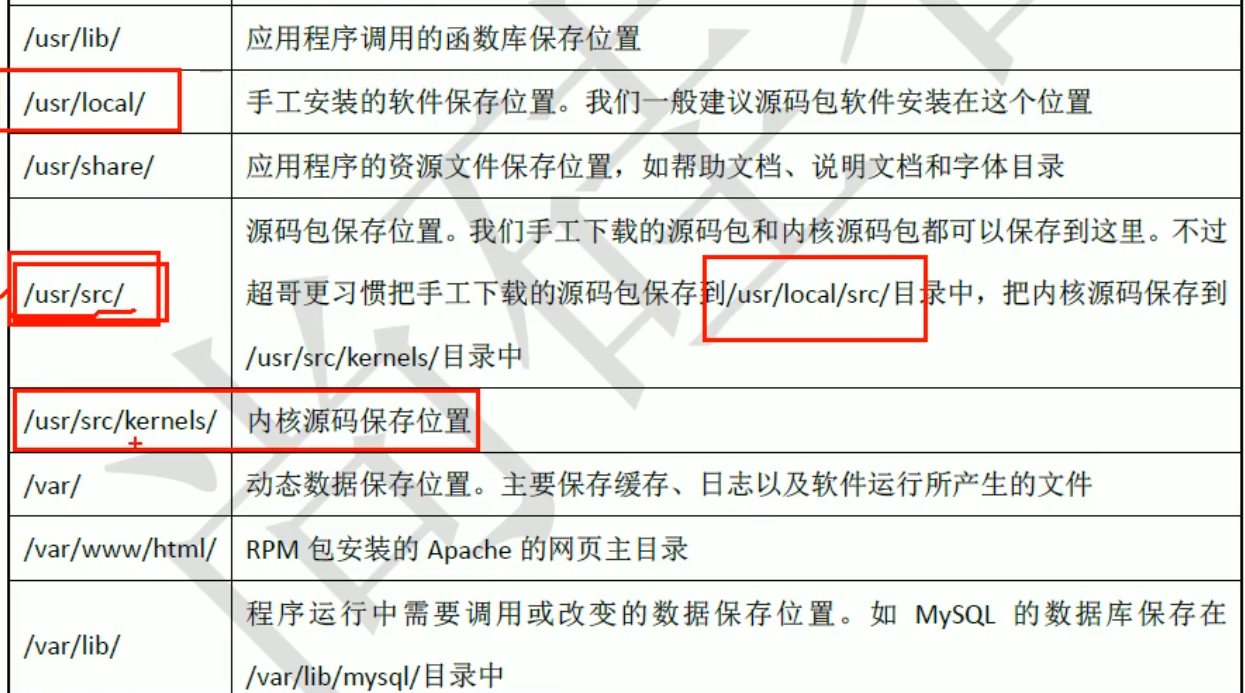 /usr/lib/ 应用程序调用的函数库保存位置
/usr/local/ 手工安装的软件保存位置。我们一般建议源码包软件安装在这个位置
/usr/share/ 应用程序的资源文件保存位置，如帮助文档、说明文档和字体目录
源码包保存位置。我们手工下载的源码包和内核源码包都可以保存到这里。不过
/usr/src/ 超哥更习惯把手工下载的源码包保存到/usr/local/src/目录中，把内核源码保存到
/usr/src/kernels/目录中
/usr/src/kernels/ 内核源码保存位置
/var/ 动态数据保存位置。主要保存缓存、日志以及软件运行所产生的文件
/var/www/html/ RPM 包安装的 Apache 的网页主目录
程序运行中需要调用或改变的数据保存位置。如 MySQL 的数据库保存在
/var/lib/ /var/lib/mysql/目录中